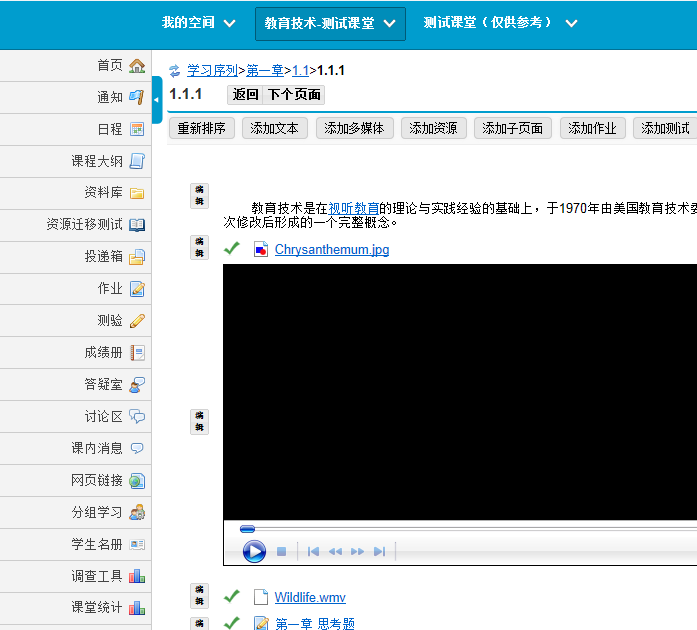 我的空间 教育技术-测试课堂 测试课堂（仅供参考）
首页
通知
日程
课程大纲
资料库
资源迁移测试
投递箱
作业
测验
成绩册
答疑室
讨论区
课内消息
网页链接
分组学习
学生名册
调查工具
课堂统计
学习序列>第一章>1.1>1.1.1
1.1.1 返回 下个页面
重新排序 添加文本 添加多媒体 添加资源 添加子页面 添加作业 添加测试
编辑
教育技术是在视听教育的理论与实践经验的基础上，于1970年由美国教育技术委
次修改后形成的一个完整概念。
编辑 Chrysanthemum.jpg
编辑
编辑 Wildlife.wmv
编 第一章 思考题